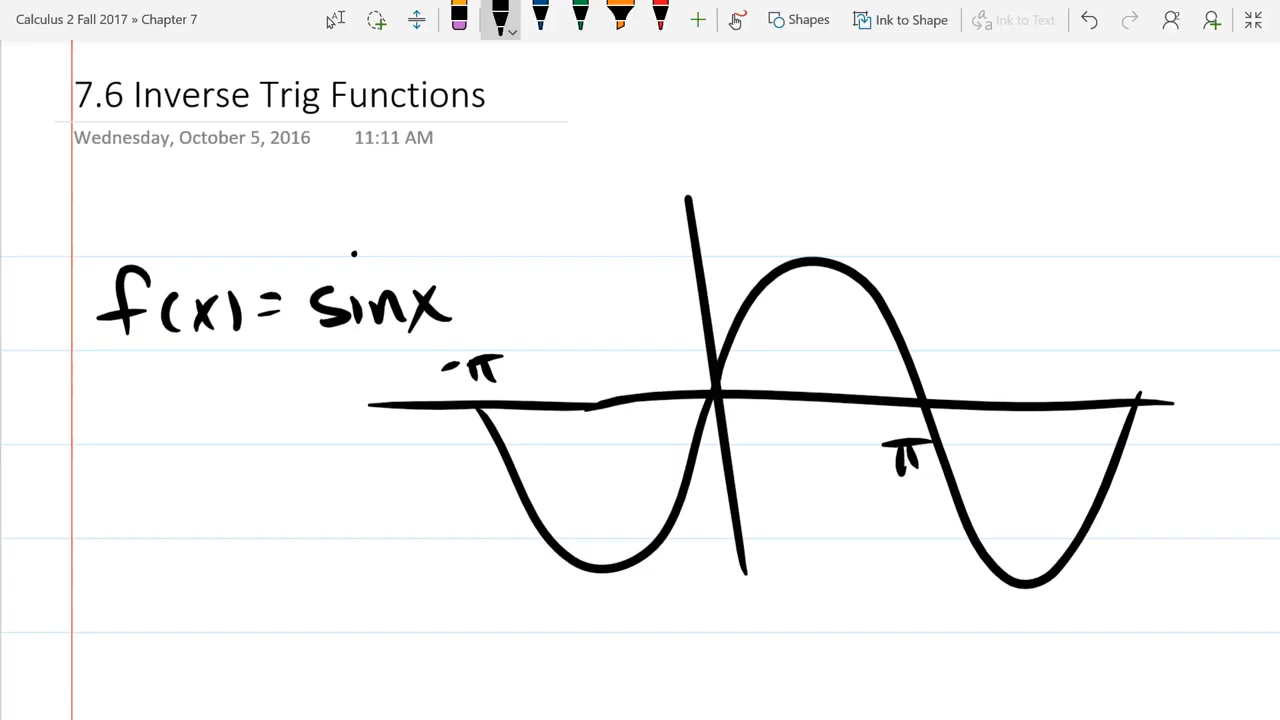 Calculus 2 Fall 2017 » Chapter 7
Shapes
Ink to Shape
Ink to Text
7.6 Inverse Trig Functions
Wednesday, October 5, 2016 11:11 AM
f(x) = sinx
-π
π